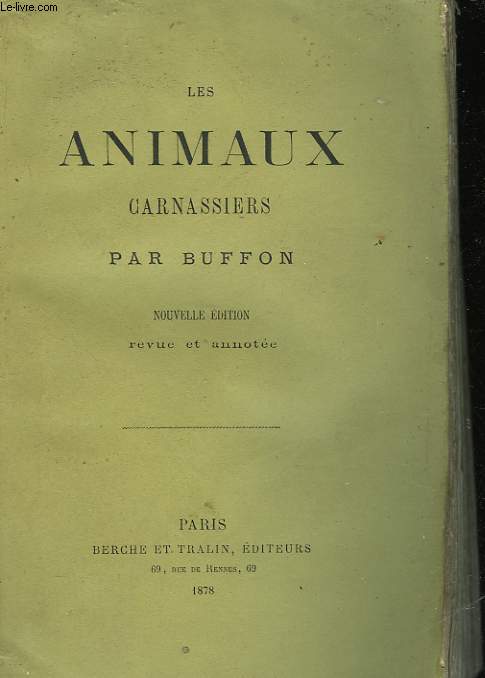 Le-livre.com
LES
ANIMAUX
CARNASSIERS
PAR BUFFON
NOUVELLE ÉDITION
revue et annotée
PARIS
BERCHE ET TRALIN, ÉDITEURS
69, RUE DE RENNES, 69
1878